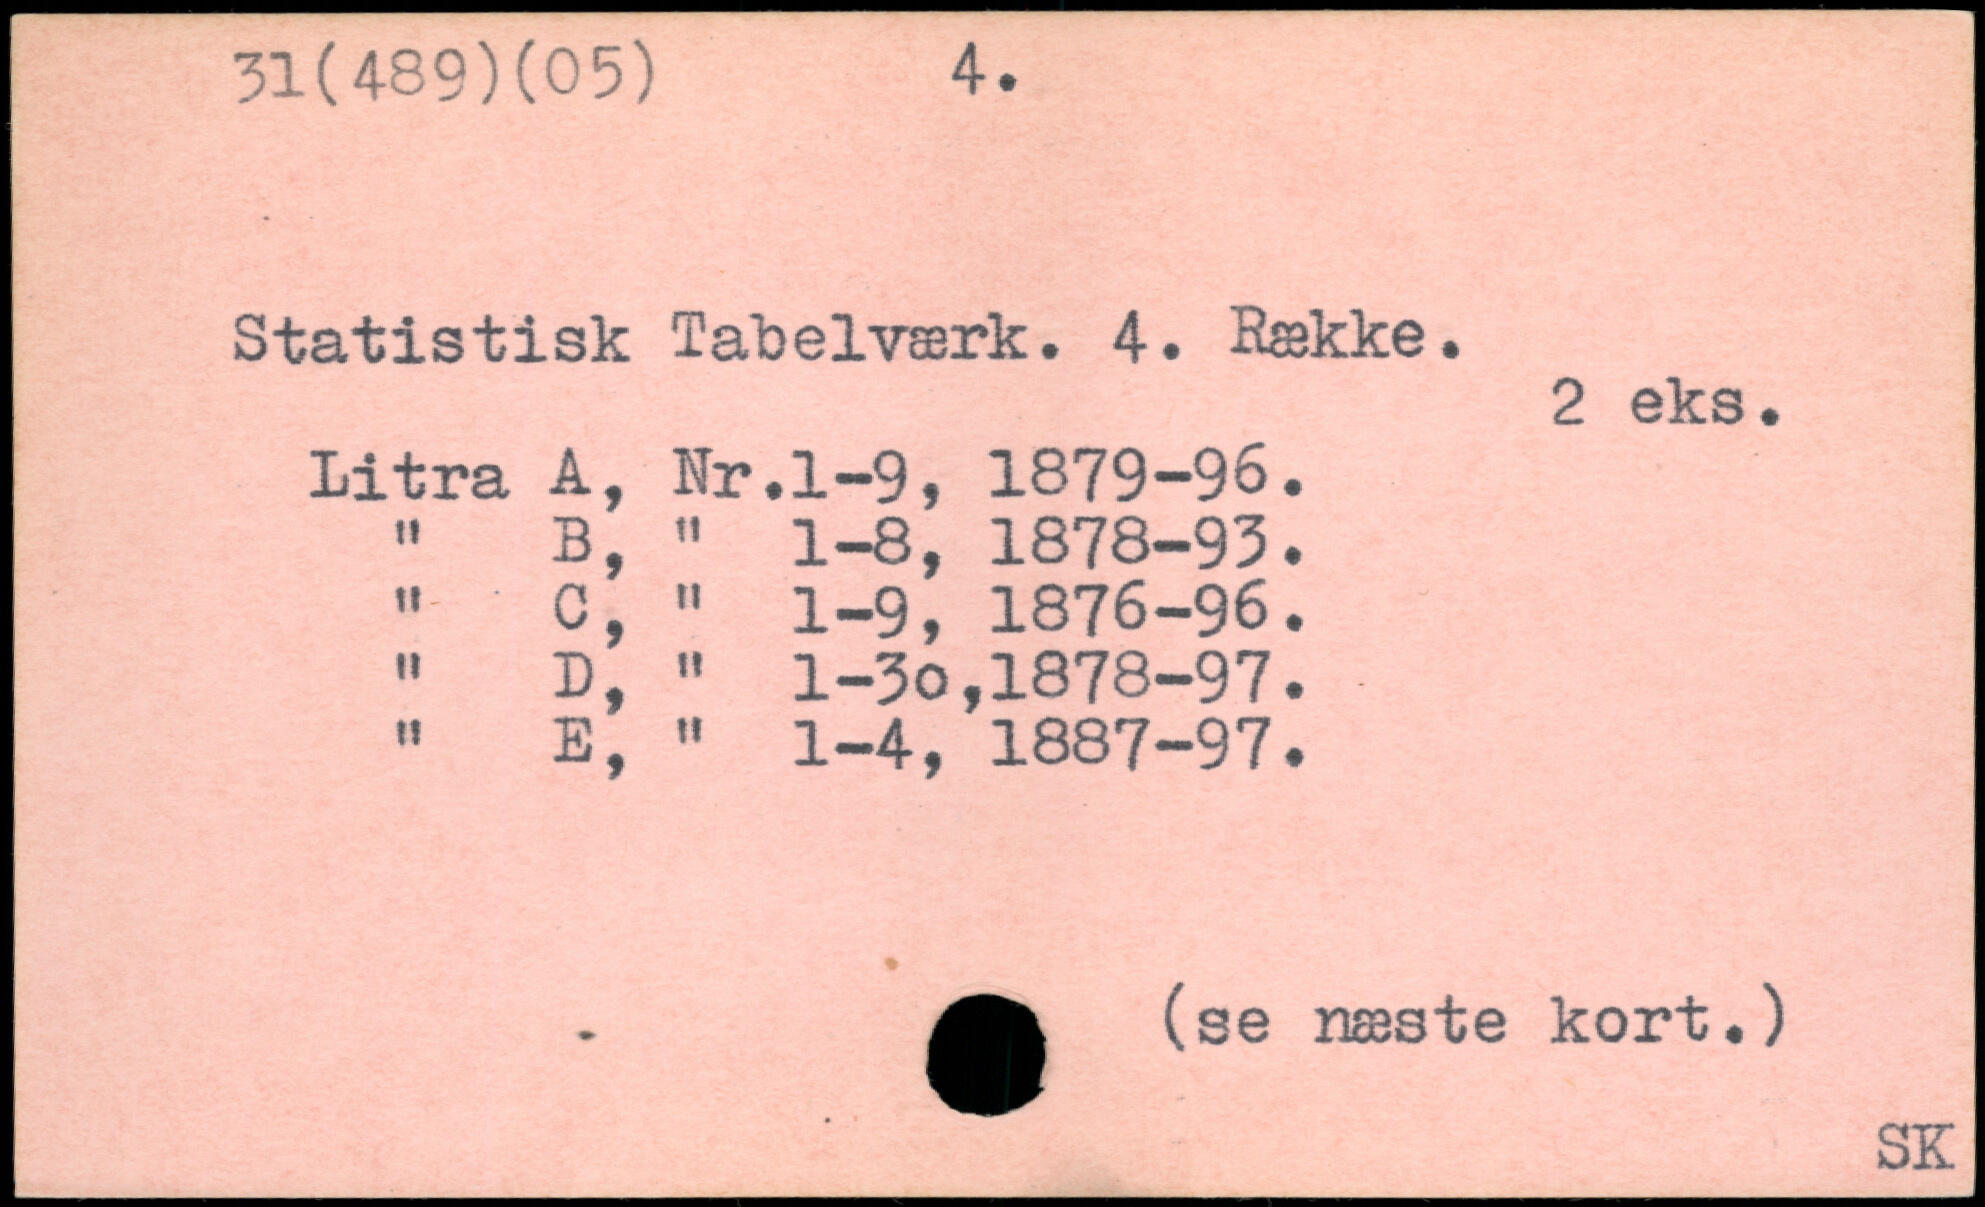 31(489)(05) 4.
Statistisk Tabelværk. 4. Række.
2 eks.
Litra A, Nr.1-9, 1879-96.
" B, " 1-8, 1878-93.
" C, " 1-9, 1876-96.
" D, " 1-3o,1878-97.
" E, " 1-4, 1887-97.
(se næste kort.)
SK